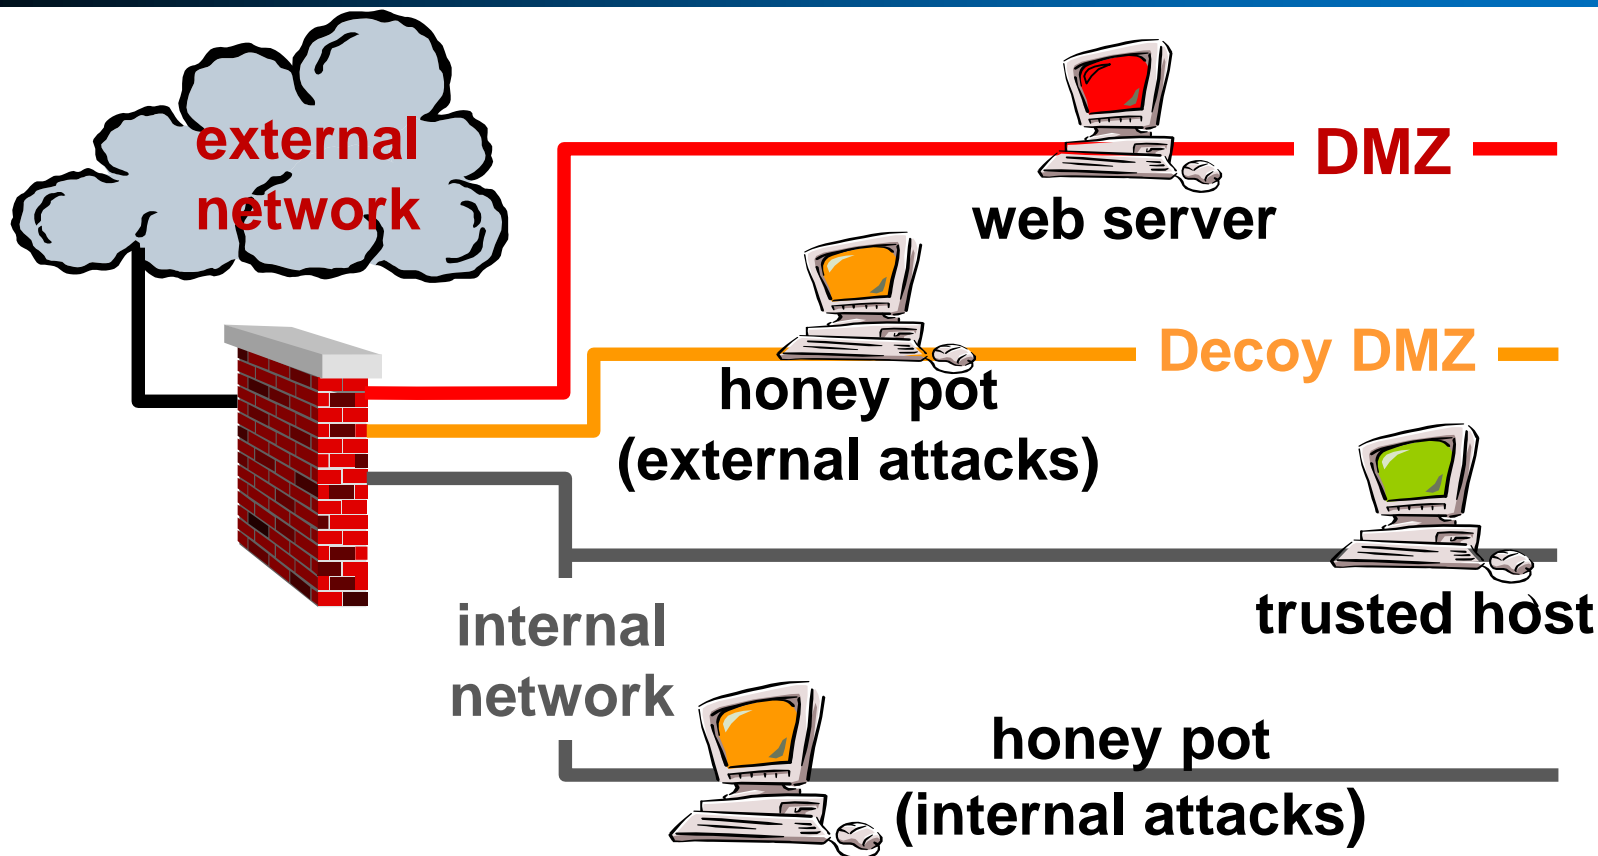 external
network
DMZ
web server
Decoy DMZ
honey pot
(external attacks)
trusted host
internal
network
honey pot
(internal attacks)